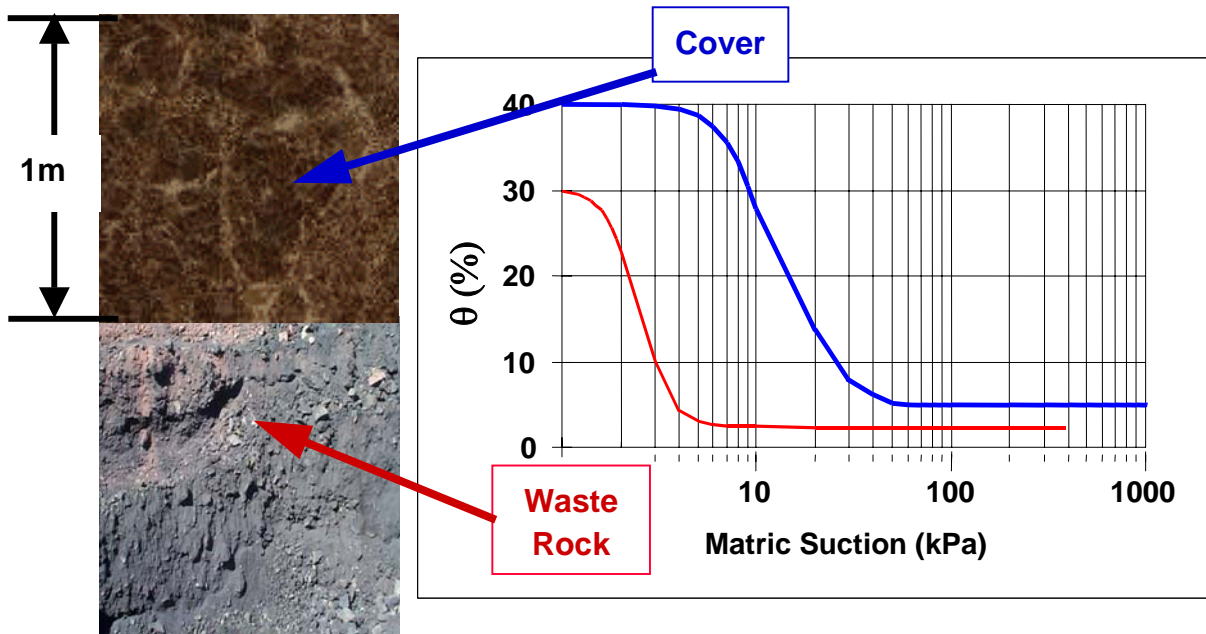 Cover
1m
40
30
20
10
0
θ (%)
10
100
1000
Matric Suction (kPa)
Waste
Rock